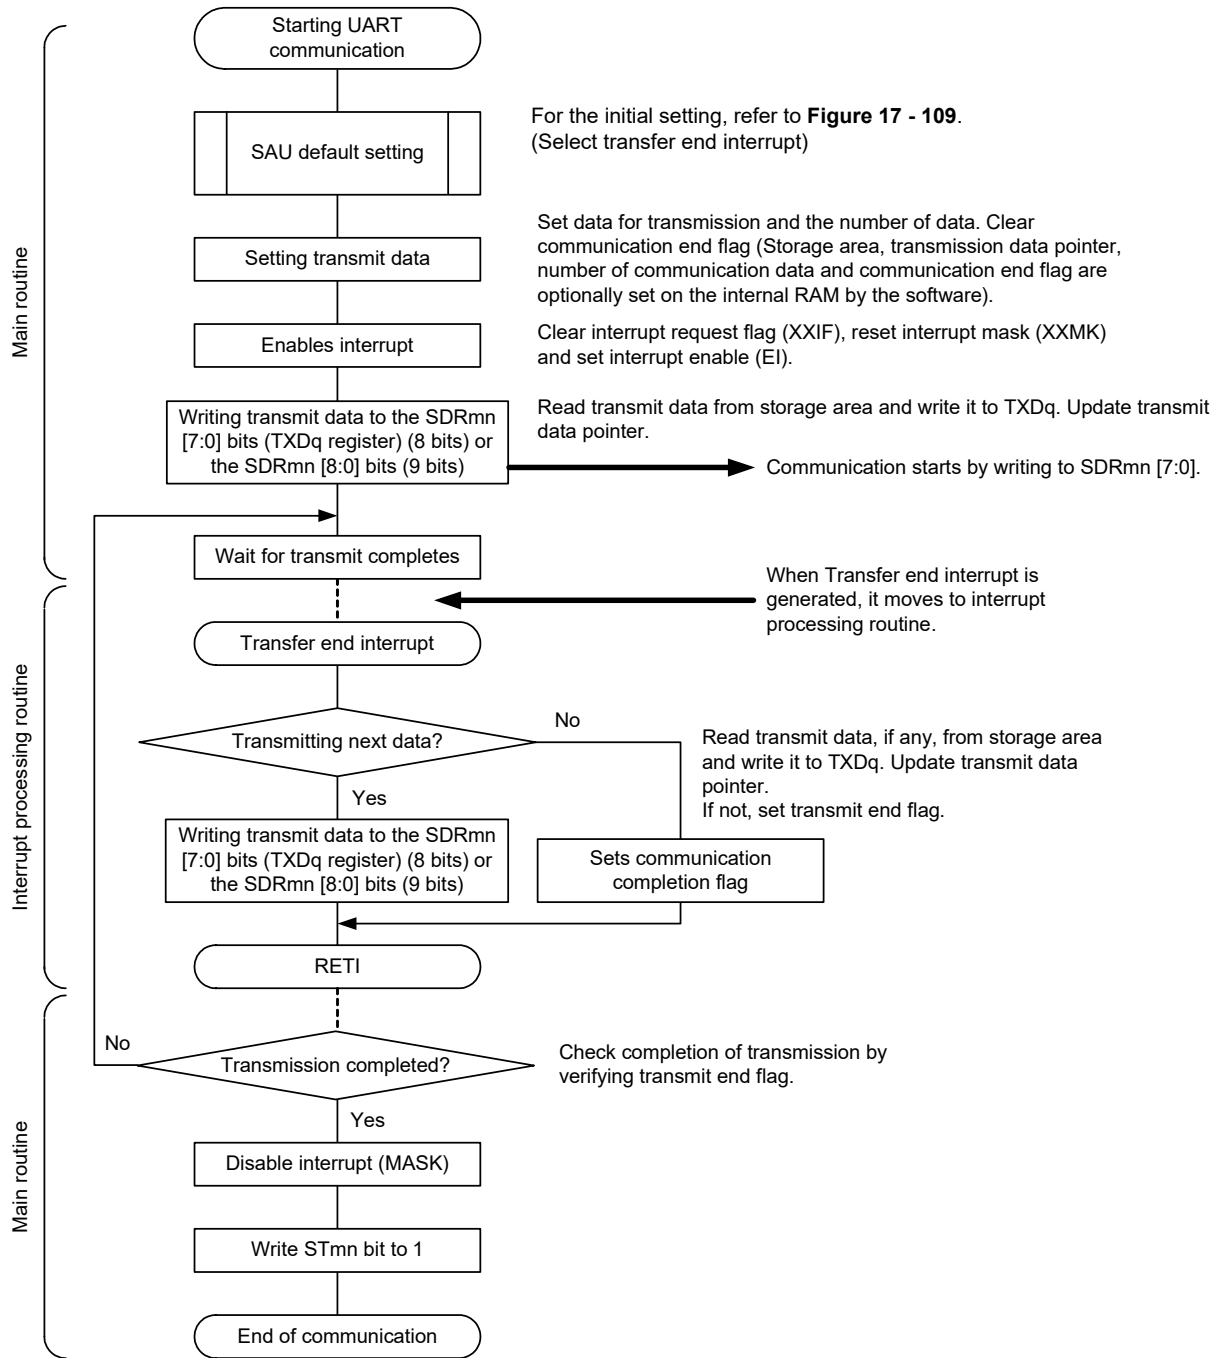 Starting UART
communication
For the initial setting, refer to Figure 17 - 109.
(Select transfer end interrupt)
SAU default setting
Set data for transmission and the number of data. Clear
communication end flag (Storage area, transmission data pointer,
number of communication data and communication end flag are
optionally set on the internal RAM by the software).
Setting transmit data
Main routine
Enables interrupt
Clear interrupt request flag (XXIF), reset interrupt mask (XXMK)
and set interrupt enable (EI).
Writing transmit data to the SDRmn
[7:0] bits (TXDq register) (8 bits) or
the SDRmn [8:0] bits (9 bits)
Read transmit data from storage area and write it to TXDq. Update transmit
data pointer.
Communication starts by writing to SDRmn [7:0].
Wait for transmit completes
When Transfer end interrupt is
generated, it moves to interrupt
processing routine.
Transfer end interrupt
Interrupt processing routine
Transmitting next data?
No
Read transmit data, if any, from storage area
and write it to TXDq. Update transmit data
pointer.
If not, set transmit end flag.
Yes
Writing transmit data to the SDRmn
[7:0] bits (TXDq register) (8 bits) or
the SDRmn [8:0] bits (9 bits)
Sets communication
completion flag
RETI
Main routine
No
Transmission completed?
Check completion of transmission by
verifying transmit end flag.
Yes
Disable interrupt (MASK)
Write STmn bit to 1
End of communication